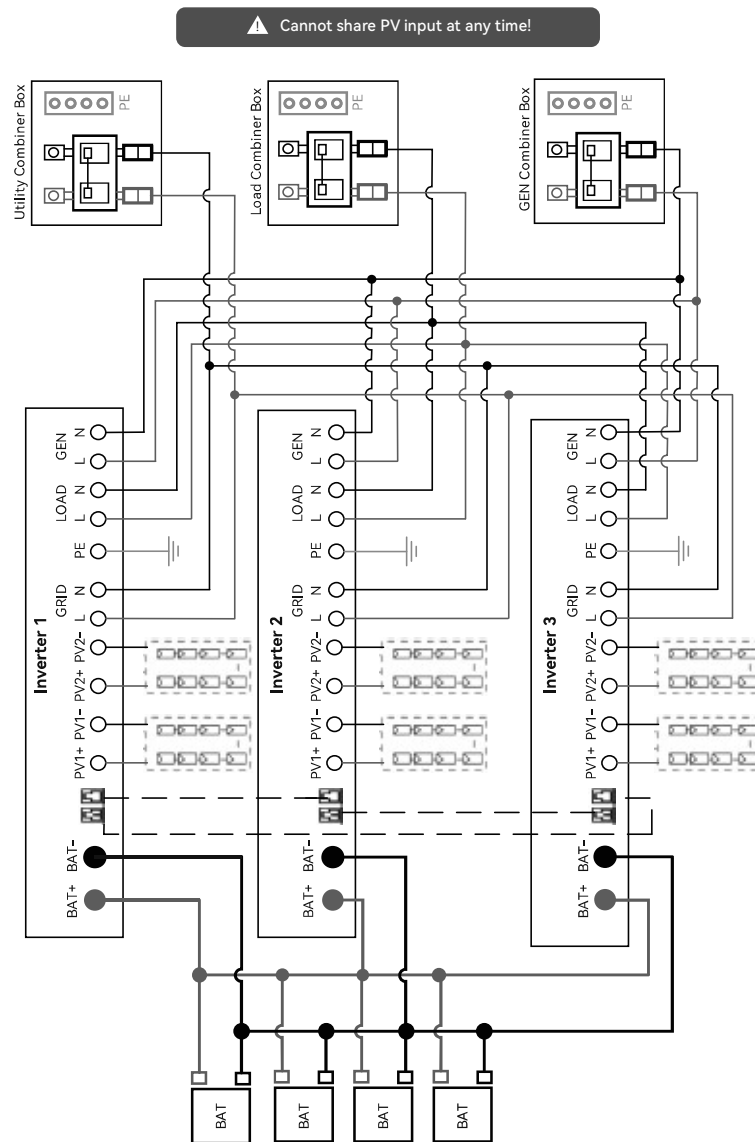 Cannot share PV input at any time!
Utility Combiner Box
PE
Load Combiner Box
PE
GEN Combiner Box
PE
Inverter 1
GEN
N
L
LOAD
N
L
PE
GRID
N
L
PV2-
PV2+
PV1-
PV1+
BAT-
BAT+
Inverter 2
GEN
N
L
LOAD
N
L
PE
GRID
N
L
PV2-
PV2+
PV1-
PV1+
BAT-
BAT+
Inverter 3
GEN
N
L
LOAD
N
L
PE
GRID
N
L
PV2-
PV2+
PV1-
PV1+
BAT-
BAT+
BAT
BAT
BAT
BAT